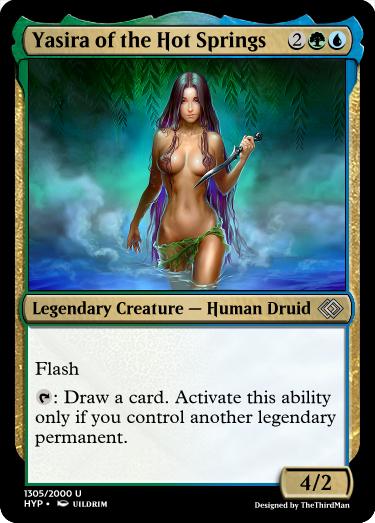 Yasira of the Hot Springs 2
Legendary Creature — Human Druid
Flash
: Draw a card. Activate this ability
only if you control another legendary
permanent.
4/2
1305/2000 U
HYP • UILDRIM
Designed by TheThirdMan